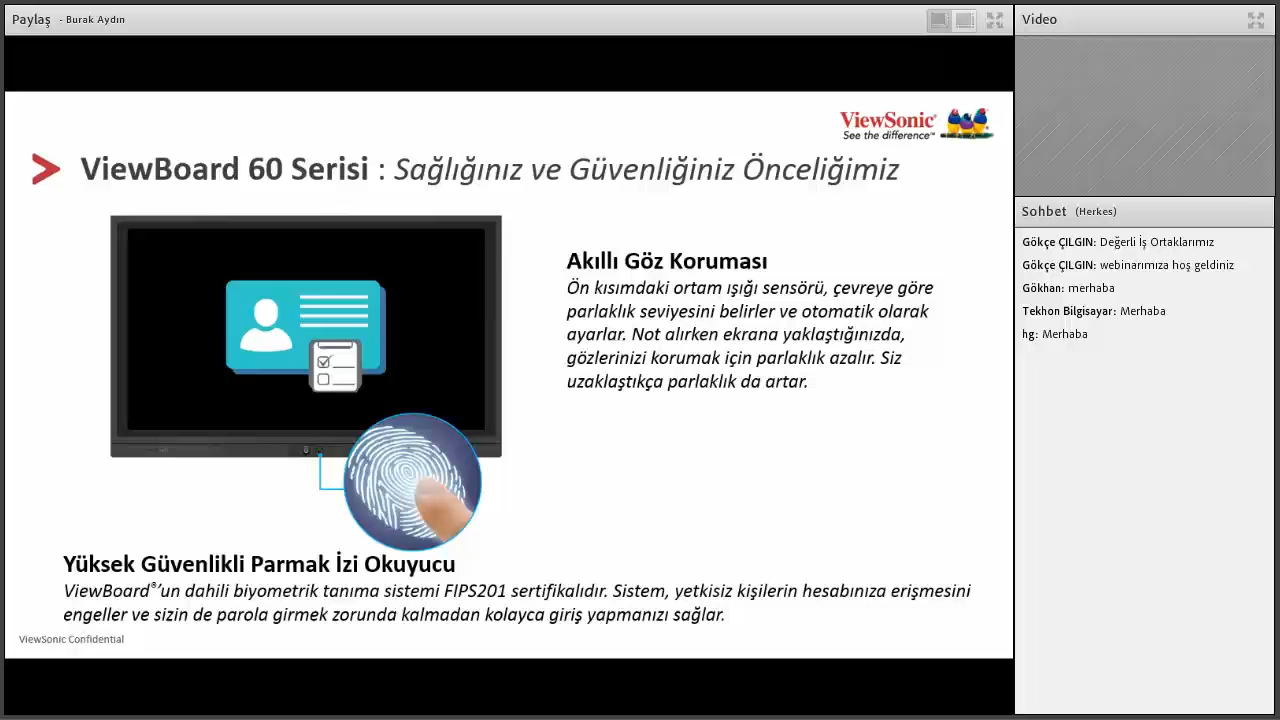 Paylaş - Burak Aydın
Video
ViewSonic®
See the difference™
ViewBoard 60 Serisi : Sağlığınız ve Güvenliğiniz Önceliğimiz
Akıllı Göz Koruması
Ön kısımdaki ortam ışığı sensörü, çevreye göre
parlaklık seviyesini belirler ve otomatik olarak
ayarlar. Not alırken ekrana yaklaştığınızda,
gözlerinizi korumak için parlaklık azalır. Siz
uzaklaştıkça parlaklık da artar.
Yüksek Güvenlikli Parmak İzi Okuyucu
ViewBoard®’un dahili biyometrik tanıma sistemi FIPS201 sertifikalıdır. Sistem, yetkisiz kişilerin hesabınıza erişmesini
engeller ve sizin de parola girmek zorunda kalmadan kolayca giriş yapmanızı sağlar.
ViewSonic Confidential
Sohbet (Herkes)
Gökçe ÇILGIN: Değerli İş Ortaklarımız
Gökçe ÇILGIN: webinarımıza hoş geldiniz
Gökhan: merhaba
Tekhon Bilgisayar: Merhaba
hg: Merhaba